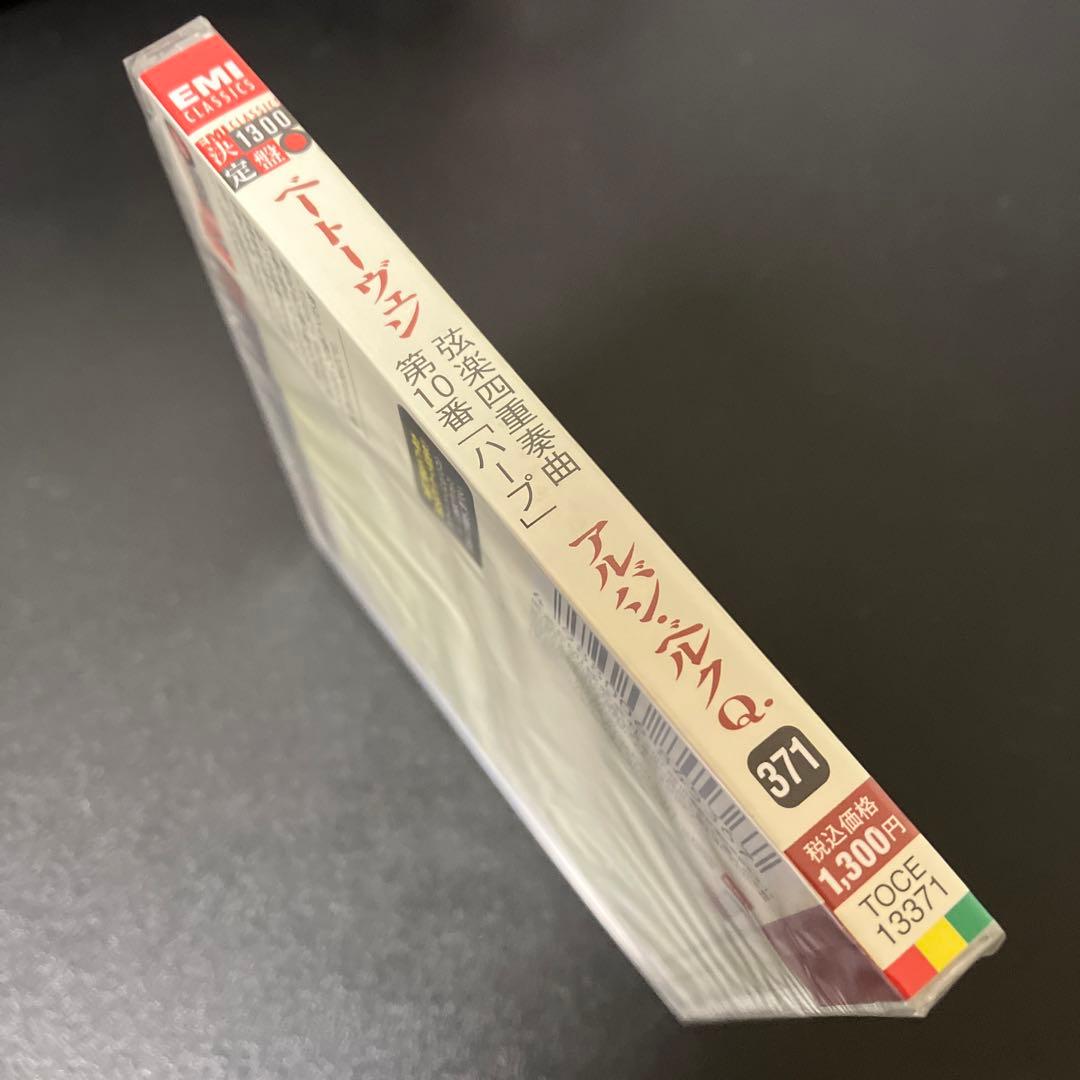 EMI
CLASSICS
EMI CLASSICS
決定盤
1300
ベートーヴェン
弦楽四重奏曲
第10番「ハープ」
アルバン・ベルクQ.
371
税込価格
1,300円
TOCE
13371